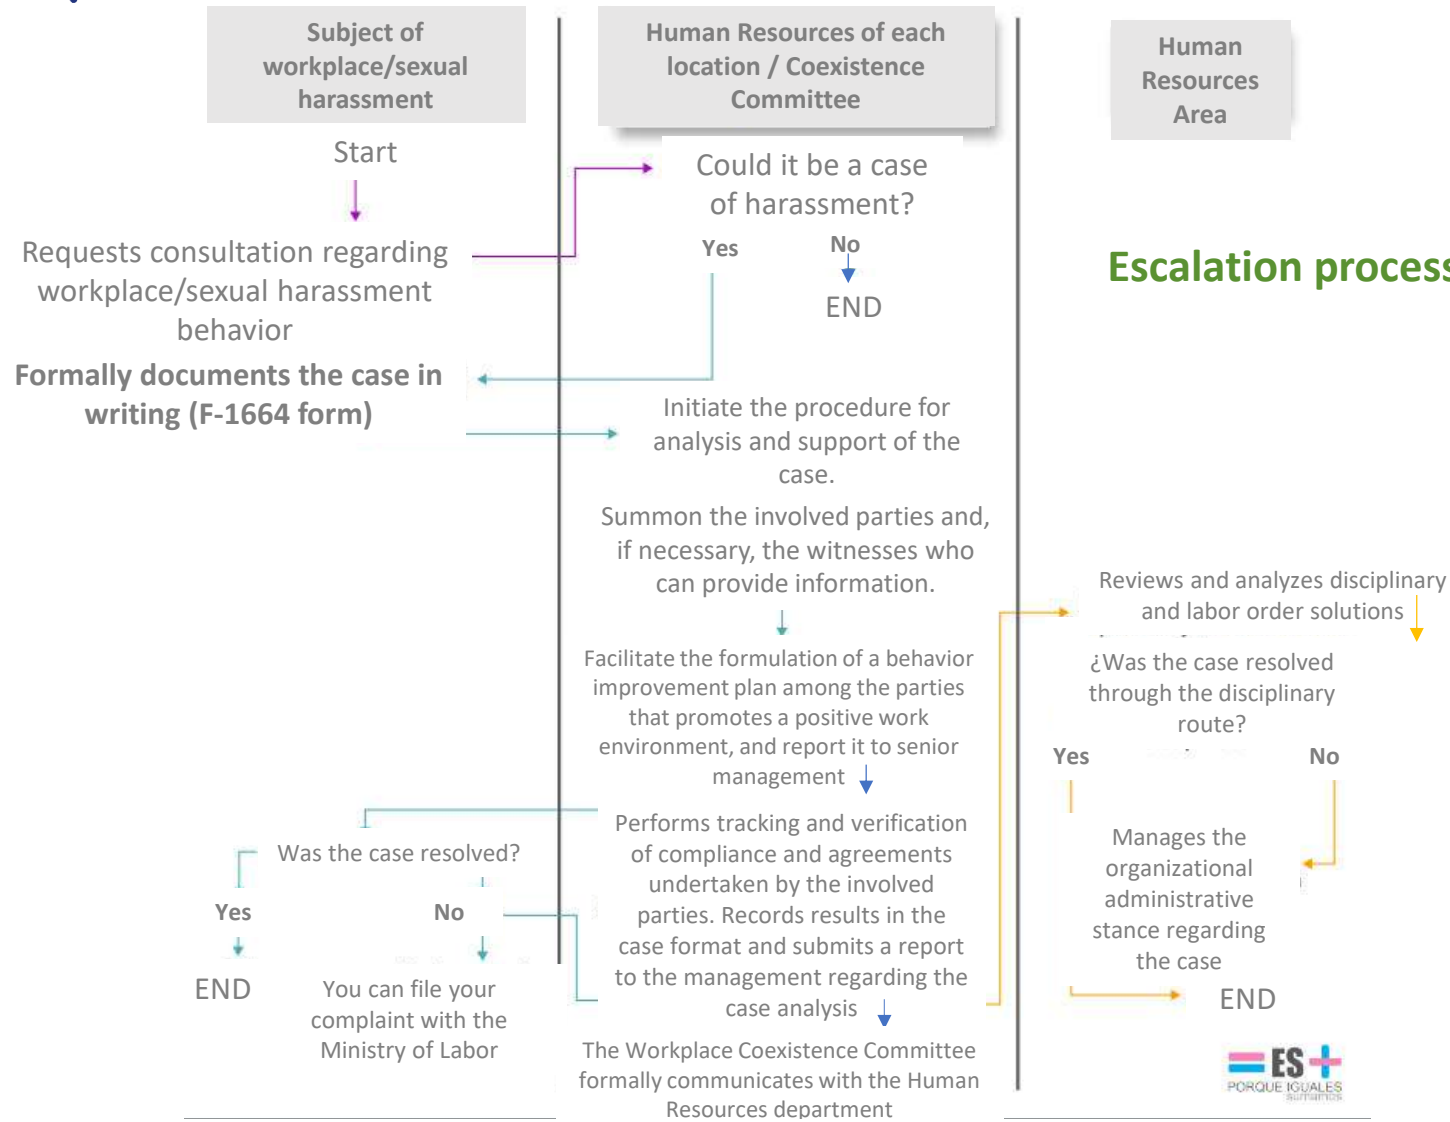 Subject of
workplace/sexual
harassment
Human Resources of each
location / Coexistence
Committee
Human
Resources
Area
Start
Requests consultation regarding
workplace/sexual harassment
behavior
Formally documents the case in
writing (F-1664 form)
Could it be a case
of harassment?
Yes
No
END
Escalation process
Initiate the procedure for
analysis and support of the
case.
Summon the involved parties and,
if necessary, the witnesses who
can provide information.
Facilitate the formulation of a behavior
improvement plan among the parties
that promotes a positive work
environment, and report it to senior
management
Performs tracking and verification
of compliance and agreements
undertaken by the involved
parties. Records results in the
case format and submits a report
to the management regarding the
case analysis
The Workplace Coexistence Committee
formally communicates with the Human
Resources department
Was the case resolved?
Yes
No
END
You can file your
complaint with the
Ministry of Labor
Reviews and analyzes disciplinary
and labor order solutions
¿Was the case resolved
through the disciplinary
route?
Yes
No
Manages the
organizational
administrative
stance regarding
the case
END
=ES+
PORQUE IGUALES
sumamos